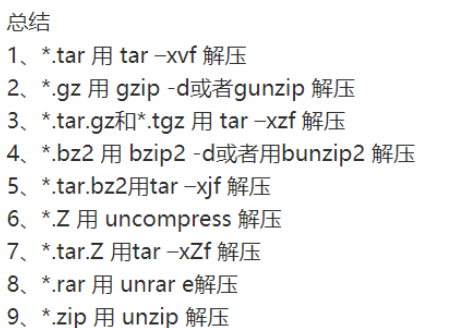 总结
1、*.tar 用 tar –xvf 解压
2、*.gz 用 gzip -d或者gunzip 解压
3、*.tar.gz和*.tgz 用 tar –xzf 解压
4、*.bz2 用 bzip2 -d或者用bunzip2 解压
5、*.tar.bz2用tar –xjf 解压
6、*.Z 用 uncompress 解压
7、*.tar.Z 用tar –xZf 解压
8、*.rar 用 unrar e解压
9、*.zip 用 unzip 解压